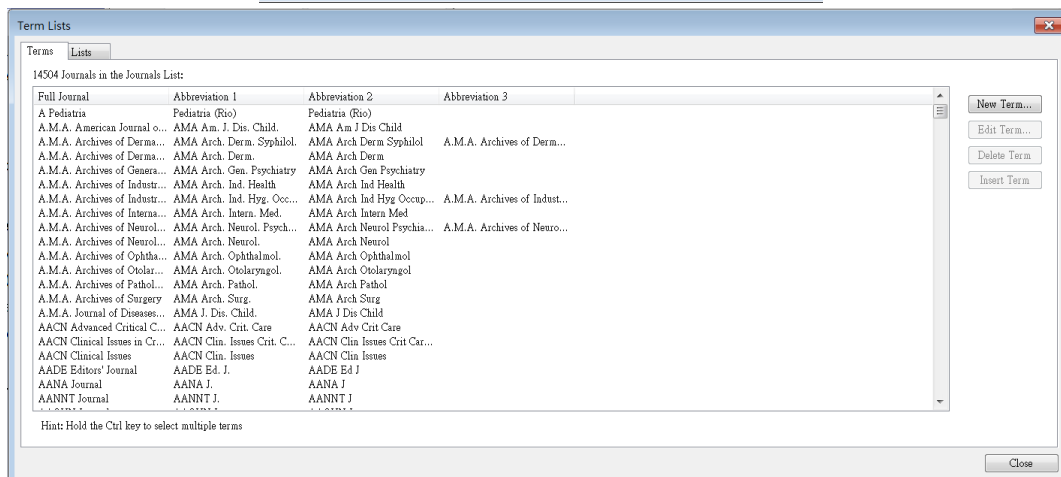 Term Lists
Terms Lists
14504 Journals in the Journals List:
Full Journal Abbreviation 1 Abbreviation 2 Abbreviation 3
A Pediatria Pediatria (Rio) Pediatria (Rio)
A.M.A. American Journal o... AMA Am. J. Dis. Child. AMA Am J Dis Child
A.M.A. Archives of Derma... AMA Arch. Derm. Syphilol. AMA Arch Derm Syphilol A.M.A. Archives of Derm...
A.M.A. Archives of Derma... AMA Arch. Derm. AMA Arch Derm
A.M.A. Archives of Genera... AMA Arch. Gen. Psychiatry AMA Arch Gen Psychiatry
A.M.A. Archives of Industr... AMA Arch. Ind. Health AMA Arch Ind Health
A.M.A. Archives of Industr... AMA Arch. Ind. Hyg. Occ... AMA Arch Ind Hyg Occup... A.M.A. Archives of Indust...
A.M.A. Archives of Interna... AMA Arch. Intern. Med. AMA Arch Intern Med
A.M.A. Archives of Neurol... AMA Arch. Neurol. Psych... AMA Arch Neurol Psychia... A.M.A. Archives of Neuro...
A.M.A. Archives of Neurol... AMA Arch. Neurol. AMA Arch Neurol
A.M.A. Archives of Ophtha... AMA Arch. Ophthalmol. AMA Arch Ophthalmol
A.M.A. Archives of Otolar... AMA Arch. Otolaryngol. AMA Arch Otolaryngol
A.M.A. Archives of Pathol... AMA Arch. Pathol. AMA Arch Pathol
A.M.A. Archives of Surgery AMA Arch. Surg. AMA Arch Surg
A.M.A. Journal of Diseases... AMA J. Dis. Child. AMA J Dis Child
AACN Advanced Critical C... AACN Adv. Crit. Care AACN Adv Crit Care
AACN Clinical Issues in Cr... AACN Clin. Issues Crit. C... AACN Clin Issues Crit Car...
AACN Clinical Issues AACN Clin. Issues AACN Clin Issues
AADE Editors' Journal AADE Ed. J. AADE Ed J
AANA Journal AANA J. AANA J
AANNT Journal AANNT J. AANNT J
New Term...
Edit Term...
Delete Term
Insert Term
Hint: Hold the Ctrl key to select multiple terms
Close